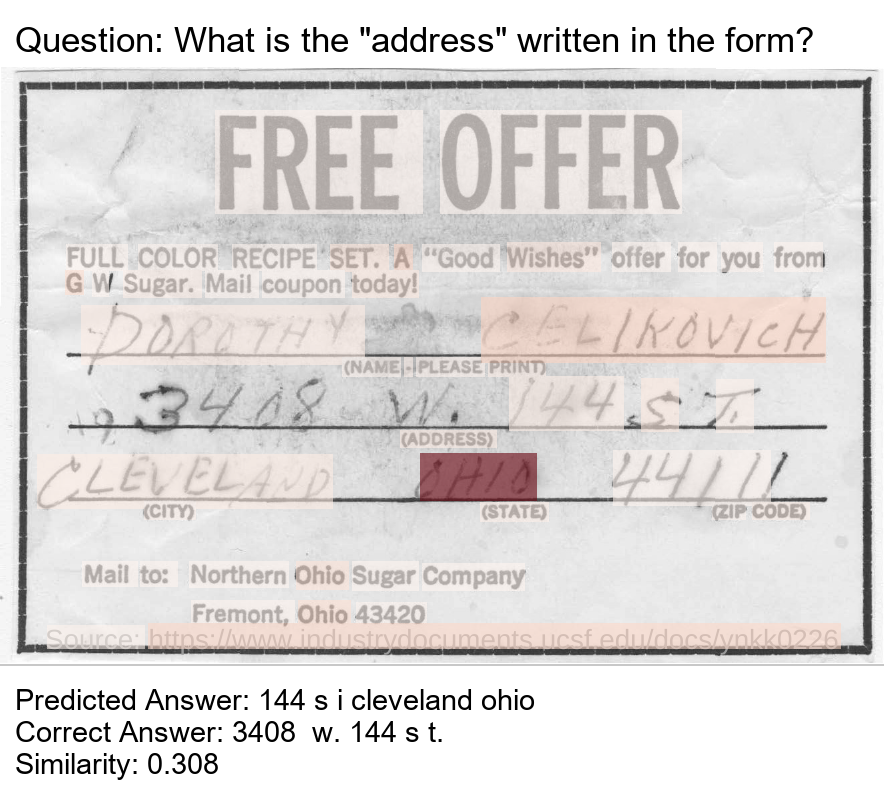 Question: What is the "address" written in the form?
FREE OFFER
FULL COLOR RECIPE SET. A "Good Wishes" offer for you from
G W Sugar. Mail coupon today!
DOROTHY CELIKOVICH
(NAME - PLEASE PRINT)
3408 W. 144 S T.
(ADDRESS)
CLEVELAND OHIO 44111
(CITY) (STATE) (ZIP CODE)
Mail to: Northern Ohio Sugar Company
Fremont, Ohio 43420
Source: https://www.industrydocuments.ucsf.edu/docs/ynkk0226
Predicted Answer: 144 s i cleveland ohio
Correct Answer: 3408 w. 144 s t.
Similarity: 0.308